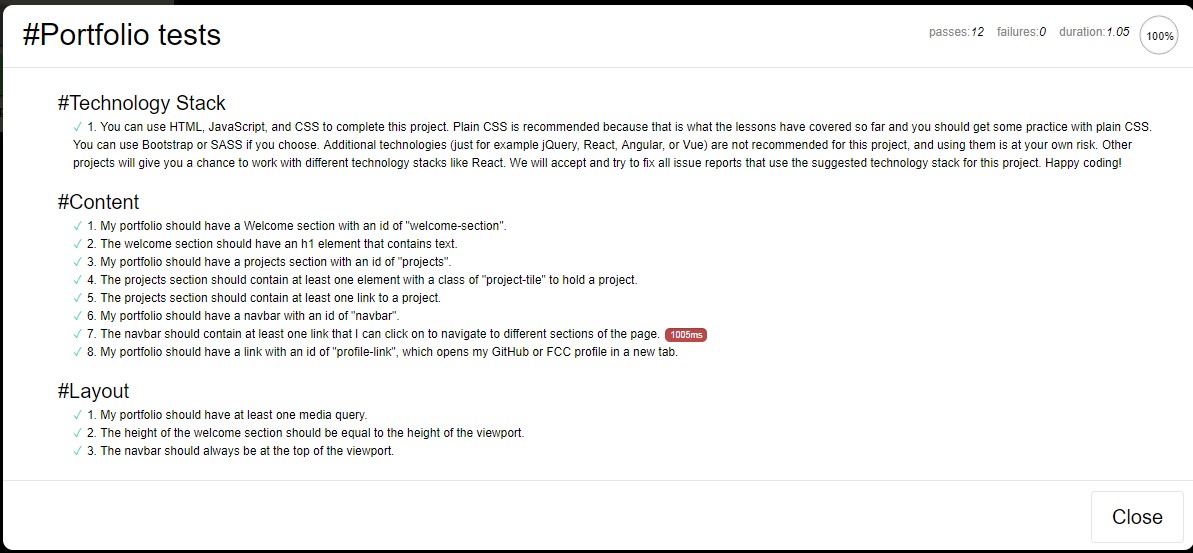 #Portfolio tests
passes:12 failures:0 duration:1.05 100%
#Technology Stack
✓ 1. You can use HTML, JavaScript, and CSS to complete this project. Plain CSS is recommended because that is what the lessons have covered so far and you should get some practice with plain CSS.
You can use Bootstrap or SASS if you choose. Additional technologies (just for example jQuery, React, Angular, or Vue) are not recommended for this project, and using them is at your own risk. Other
projects will give you a chance to work with different technology stacks like React. We will accept and try to fix all issue reports that use the suggested technology stack for this project. Happy coding!
#Content
✓ 1. My portfolio should have a Welcome section with an id of "welcome-section".
✓ 2. The welcome section should have an h1 element that contains text.
✓ 3. My portfolio should have a projects section with an id of "projects".
✓ 4. The projects section should contain at least one element with a class of "project-tile" to hold a project.
✓ 5. The projects section should contain at least one link to a project.
✓ 6. My portfolio should have a navbar with an id of "navbar".
✓ 7. The navbar should contain at least one link that I can click on to navigate to different sections of the page. 1005ms
✓ 8. My portfolio should have a link with an id of "profile-link", which opens my GitHub or FCC profile in a new tab.
#Layout
✓ 1. My portfolio should have at least one media query.
✓ 2. The height of the welcome section should be equal to the height of the viewport.
✓ 3. The navbar should always be at the top of the viewport.
Close